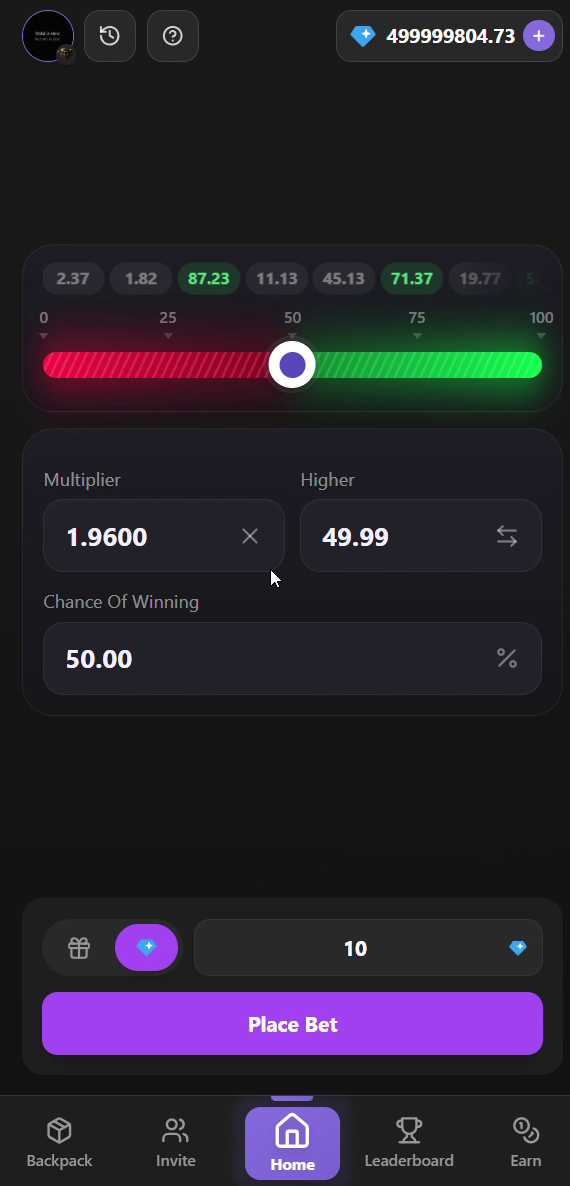 499999804.73
2.37 1.82 87.23 11.13 45.13 71.37 19.77
0 25 50 75 100
Multiplier Higher
1.9600 49.99
Chance Of Winning
50.00
10
Place Bet
Backpack Invite Home Leaderboard Earn